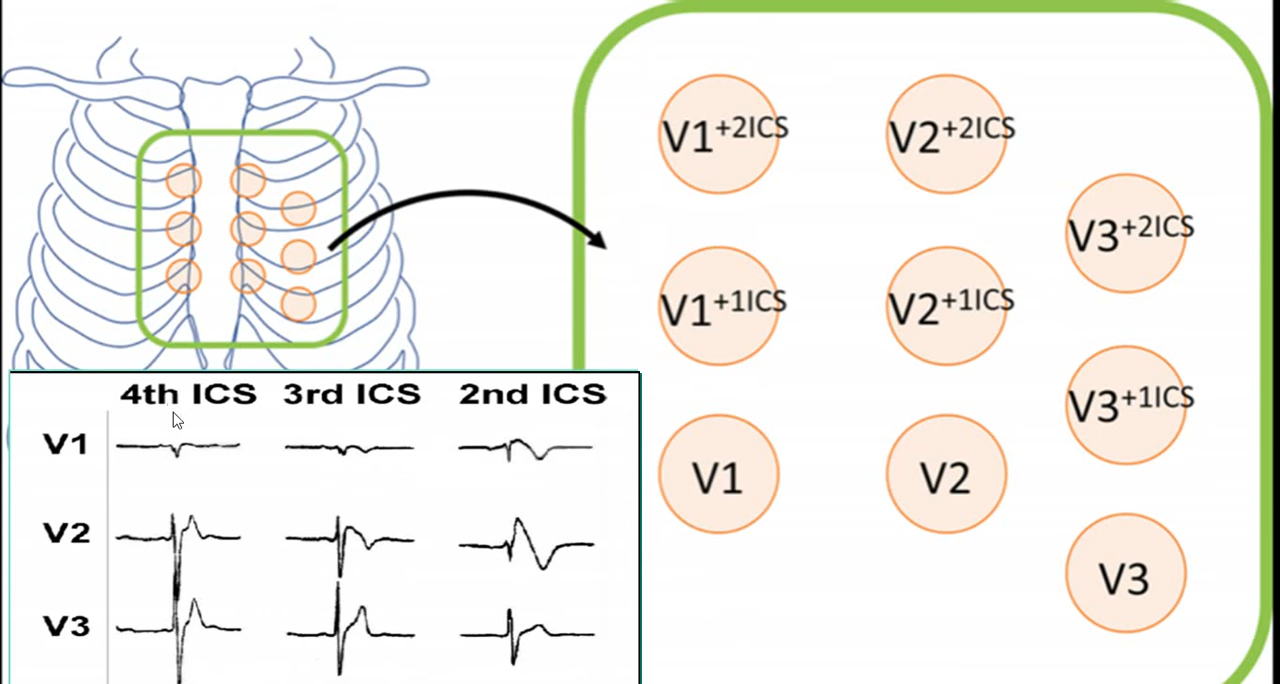 V1+2ICS
V2+2ICS
V3+2ICS
V1+1ICS
V2+1ICS
V3+1ICS
V1
V2
V3
4th ICS 3rd ICS 2nd ICS
V1
V2
V3